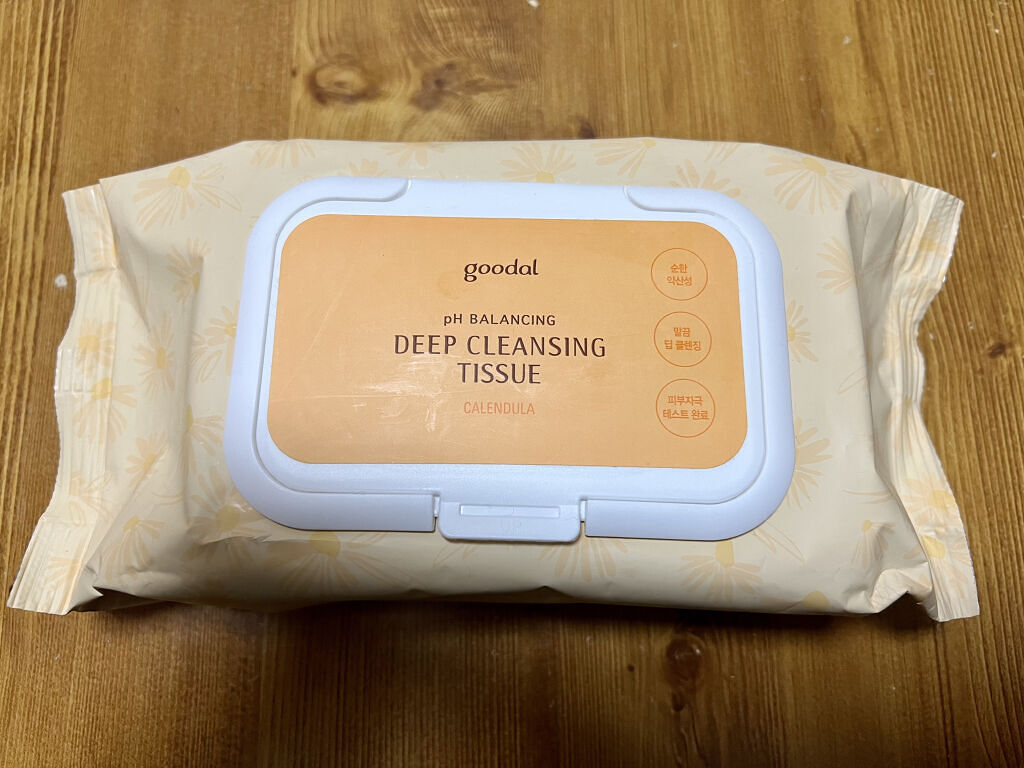 goodal
pH BALANCING
DEEP CLEANSING
TISSUE
CALENDULA
순한
약산성
말끔
딥 클렌징
피부자극
테스트 완료